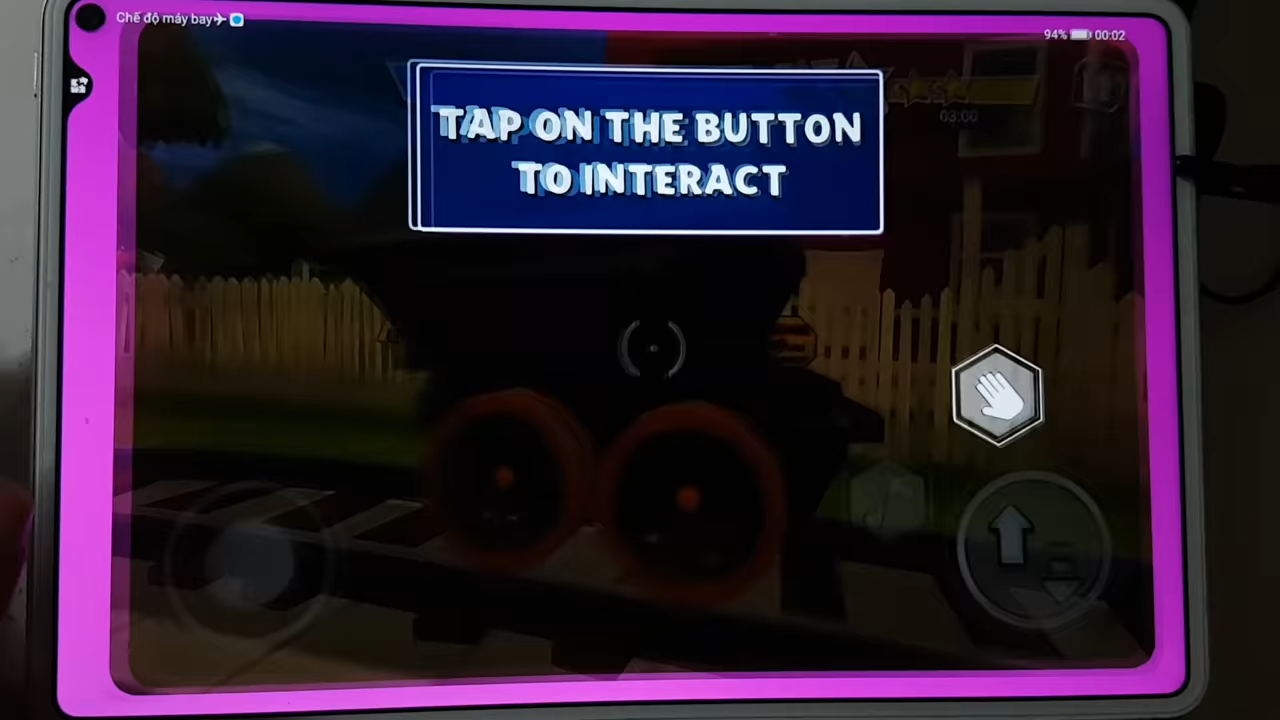 Chế độ máy bay
94% 00:02
TAP ON THE BUTTON
TO INTERACT
03:00